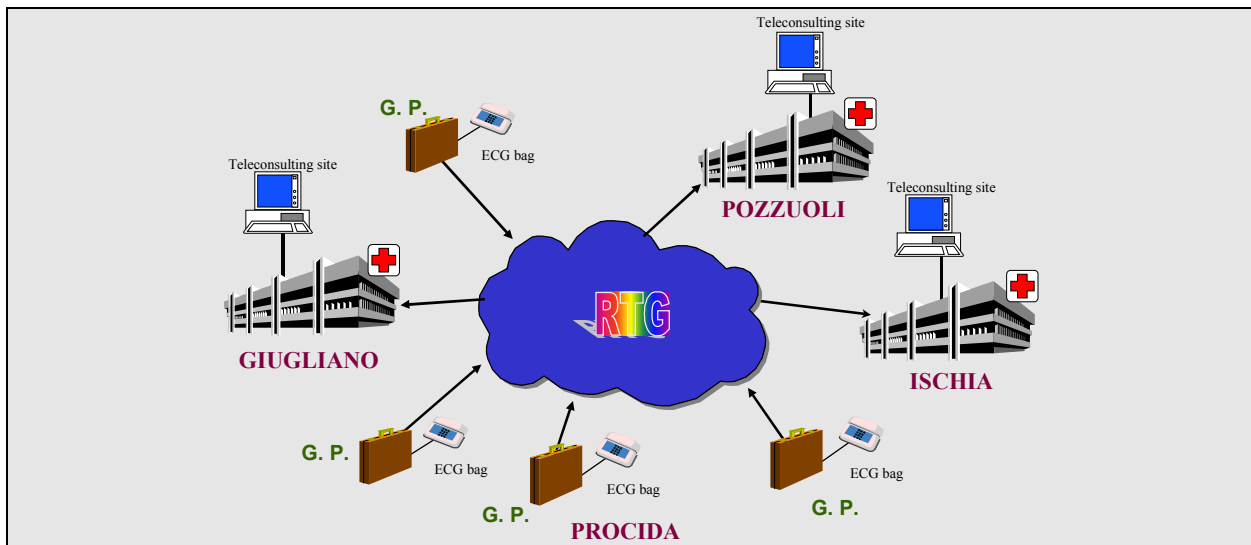 Teleconsulting site
G. P.
ECG bag
POZZUOLI
Teleconsulting site
Teleconsulting site
GIUGLIANO
RTG
ISCHIA
G. P.
ECG bag
G. P.
ECG bag
PROCIDA
ECG bag
G. P.